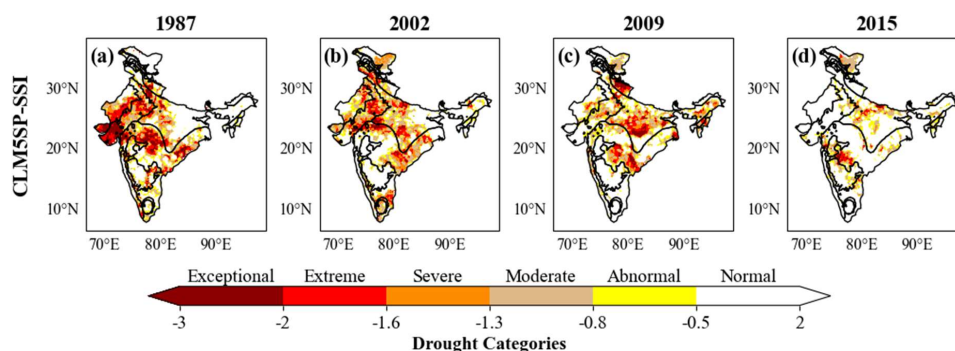 1987 2002 2009 2015
CLM5SP-SSI
(a) (b) (c) (d)
30°N 30°N 30°N 30°N
20°N 20°N 20°N 20°N
10°N 10°N 10°N 10°N
70°E 80°E 90°E 70°E 80°E 90°E 70°E 80°E 90°E 70°E 80°E 90°E
Exceptional Extreme Severe Moderate Abnormal Normal
-3 -2 -1.6 -1.3 -0.8 -0.5 2
Drought Categories